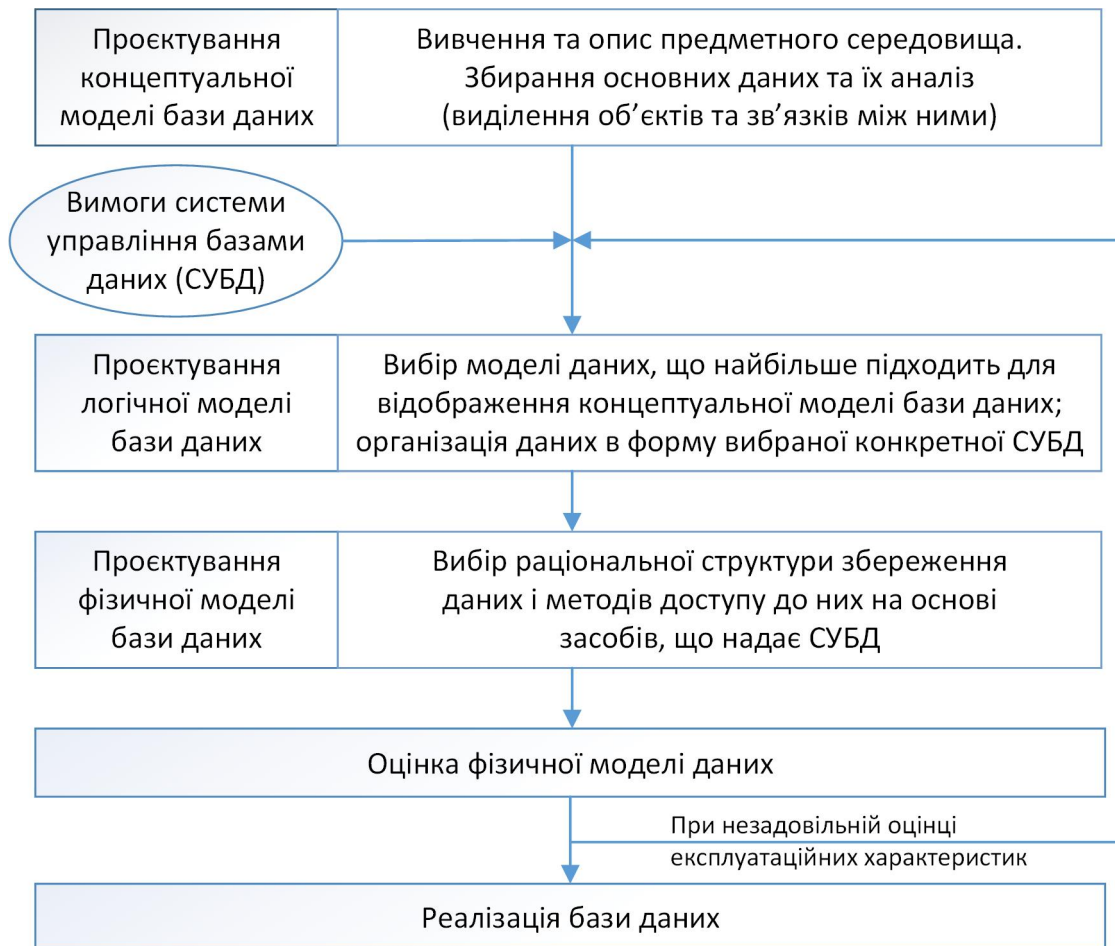 Проєктування
концептуальної
моделі бази даних
Вивчення та опис предметного середовища.
Збирання основних даних та їх аналіз
(виділення об’єктів та зв’язків між ними)
Вимоги системи
управління базами
даних (СУБД)
Проєктування
логічної моделі
бази даних
Вибір моделі даних, що найбільше підходить для
відображення концептуальної моделі бази даних;
організація даних в форму вибраної конкретної СУБД
Проєктування
фізичної моделі
бази даних
Вибір раціональної структури збереження
даних і методів доступу до них на основі
засобів, що надає СУБД
Оцінка фізичної моделі даних
При незадовільній оцінці
експлуатаційних характеристик
Реалізація бази даних